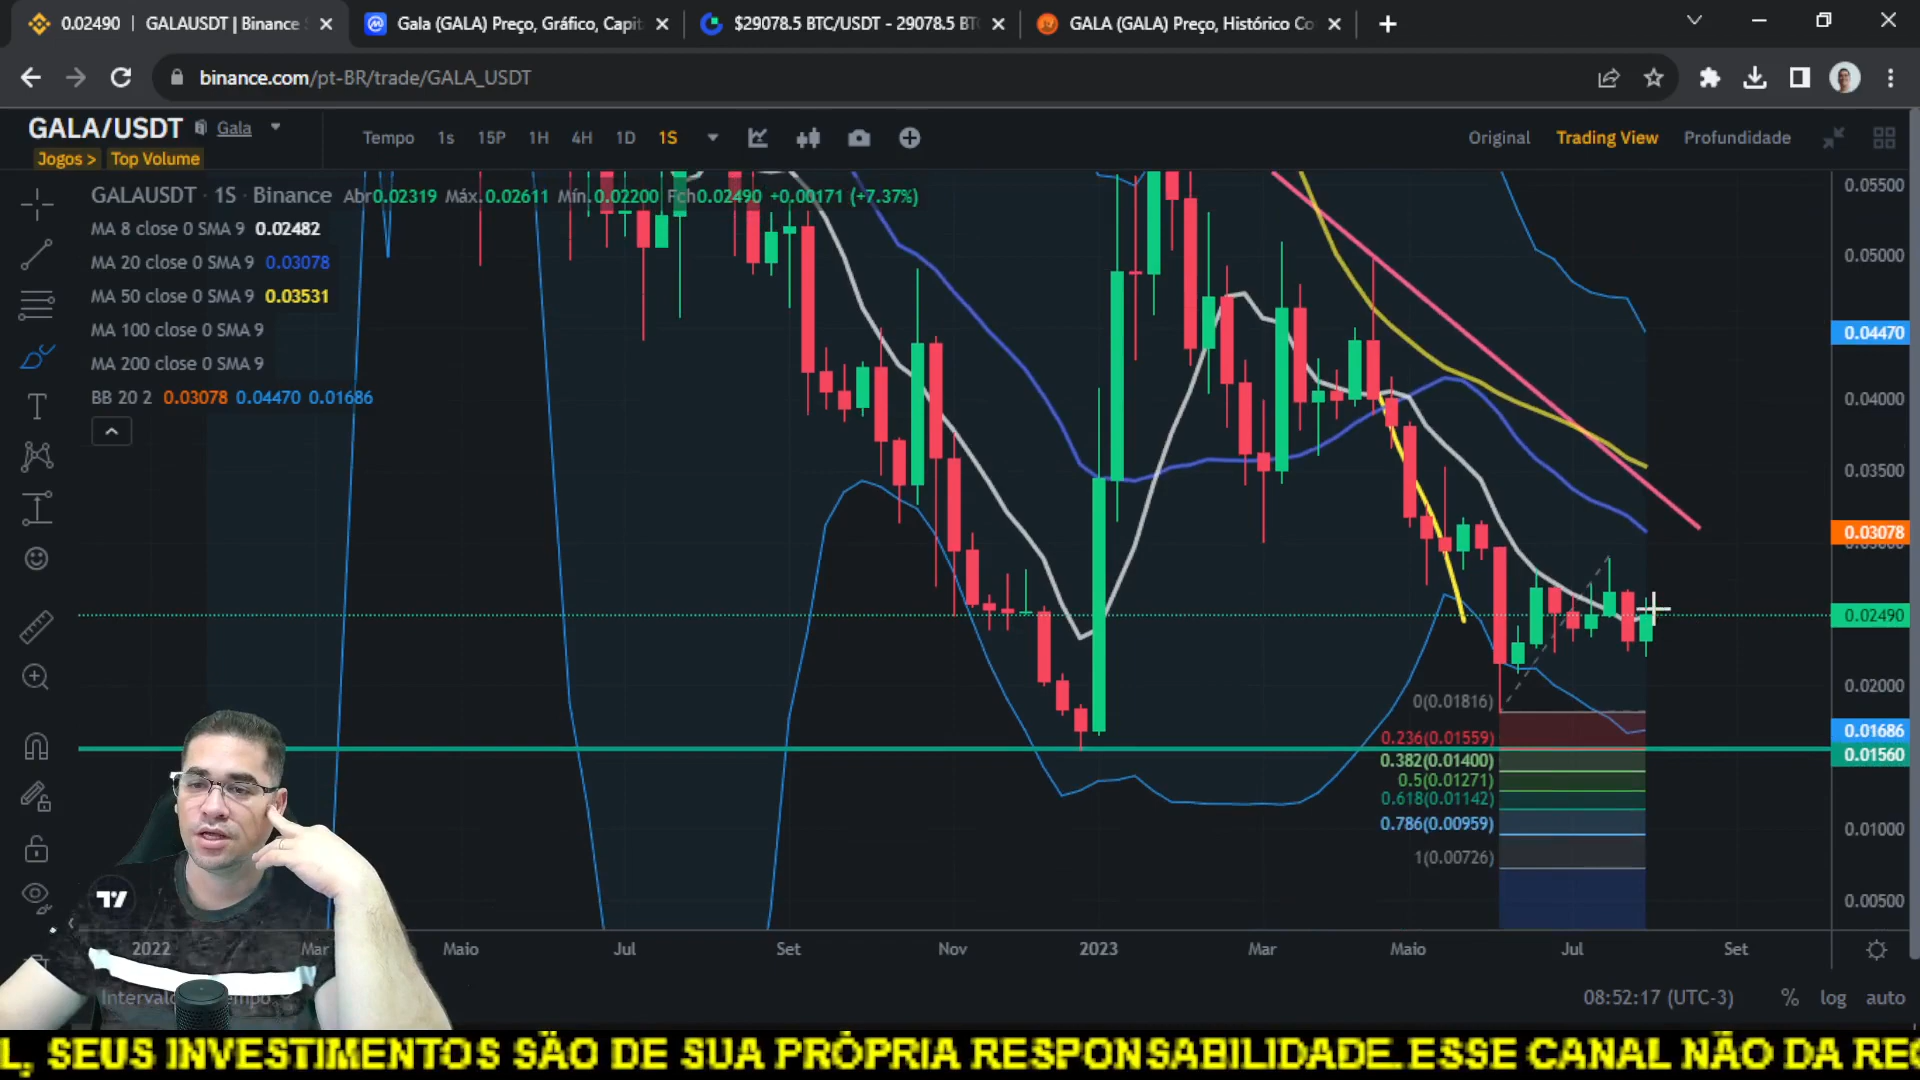 0.02490 | GALAUSDT | Binance S
Gala (GALA) Preço, Gráfico, Capit
$29078.5 BTC/USDT - 29078.5 BT
GALA (GALA) Preço, Histórico Co
binance.com/pt-BR/trade/GALA_USDT
GALA/USDT Gala
Jogos > Top Volume
Tempo 1s 15P 1H 4H 1D 1S
Original Trading View Profundidade
GALAUSDT · 1S · Binance Abr0.02319 Máx.0.02611 Mín.0.02200 Fch0.02490 +0.00171 (+7.37%)
MA 8 close 0 SMA 9 0.02482
MA 20 close 0 SMA 9 0.03078
MA 50 close 0 SMA 9 0.03531
MA 100 close 0 SMA 9
MA 200 close 0 SMA 9
BB 20 2 0.03078 0.04470 0.01686
0.05500
0.05000
0.04470
0.04000
0.03500
0.03078
0.03000
0.02490
0.02000
0.01686
0.01560
0.01000
0.00500
0(0.01816)
0.236(0.01559)
0.382(0.01400)
0.5(0.01271)
0.618(0.01142)
0.786(0.00959)
1(0.00726)
2022 Mar Maio Jul Set Nov 2023 Mar Maio Jul Set
08:52:17 (UTC-3) % log auto
L, SEUS INVESTIMENTOS SÃO DE SUA PRÓPRIA RESPONSABILIDADE.ESSE CANAL NÃO DA REC